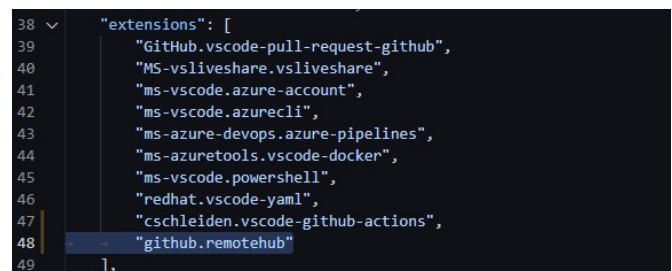 38 "extensions": [
39 "GitHub.vscode-pull-request-github",
40 "MS-vsliveshare.vsliveshare",
41 "ms-vscode.azure-account",
42 "ms-vscode.azurecli",
43 "ms-azure-devops.azure-pipelines",
44 "ms-azuretools.vscode-docker",
45 "ms-vscode.powershell",
46 "redhat.vscode-yaml",
47 "cschleiden.vscode-github-actions",
48 "github.remotehub"
49 ],